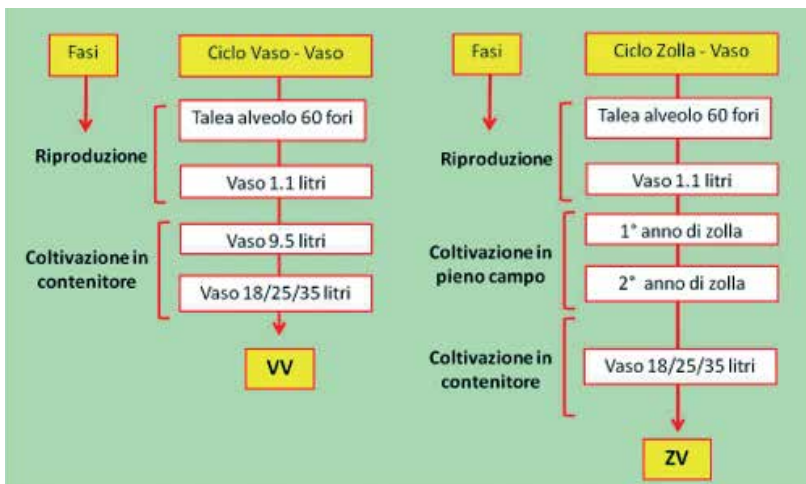 Fasi
Ciclo Vaso - Vaso
Talea alveolo 60 fori
Riproduzione
Vaso 1.1 litri
Vaso 9.5 litri
Coltivazione in
contenitore
Vaso 18/25/35 litri
VV
Fasi
Ciclo Zolla - Vaso
Talea alveolo 60 fori
Riproduzione
Vaso 1.1 litri
1° anno di zolla
Coltivazione in
pieno campo
2° anno di zolla
Coltivazione in
contenitore
Vaso 18/25/35 litri
ZV